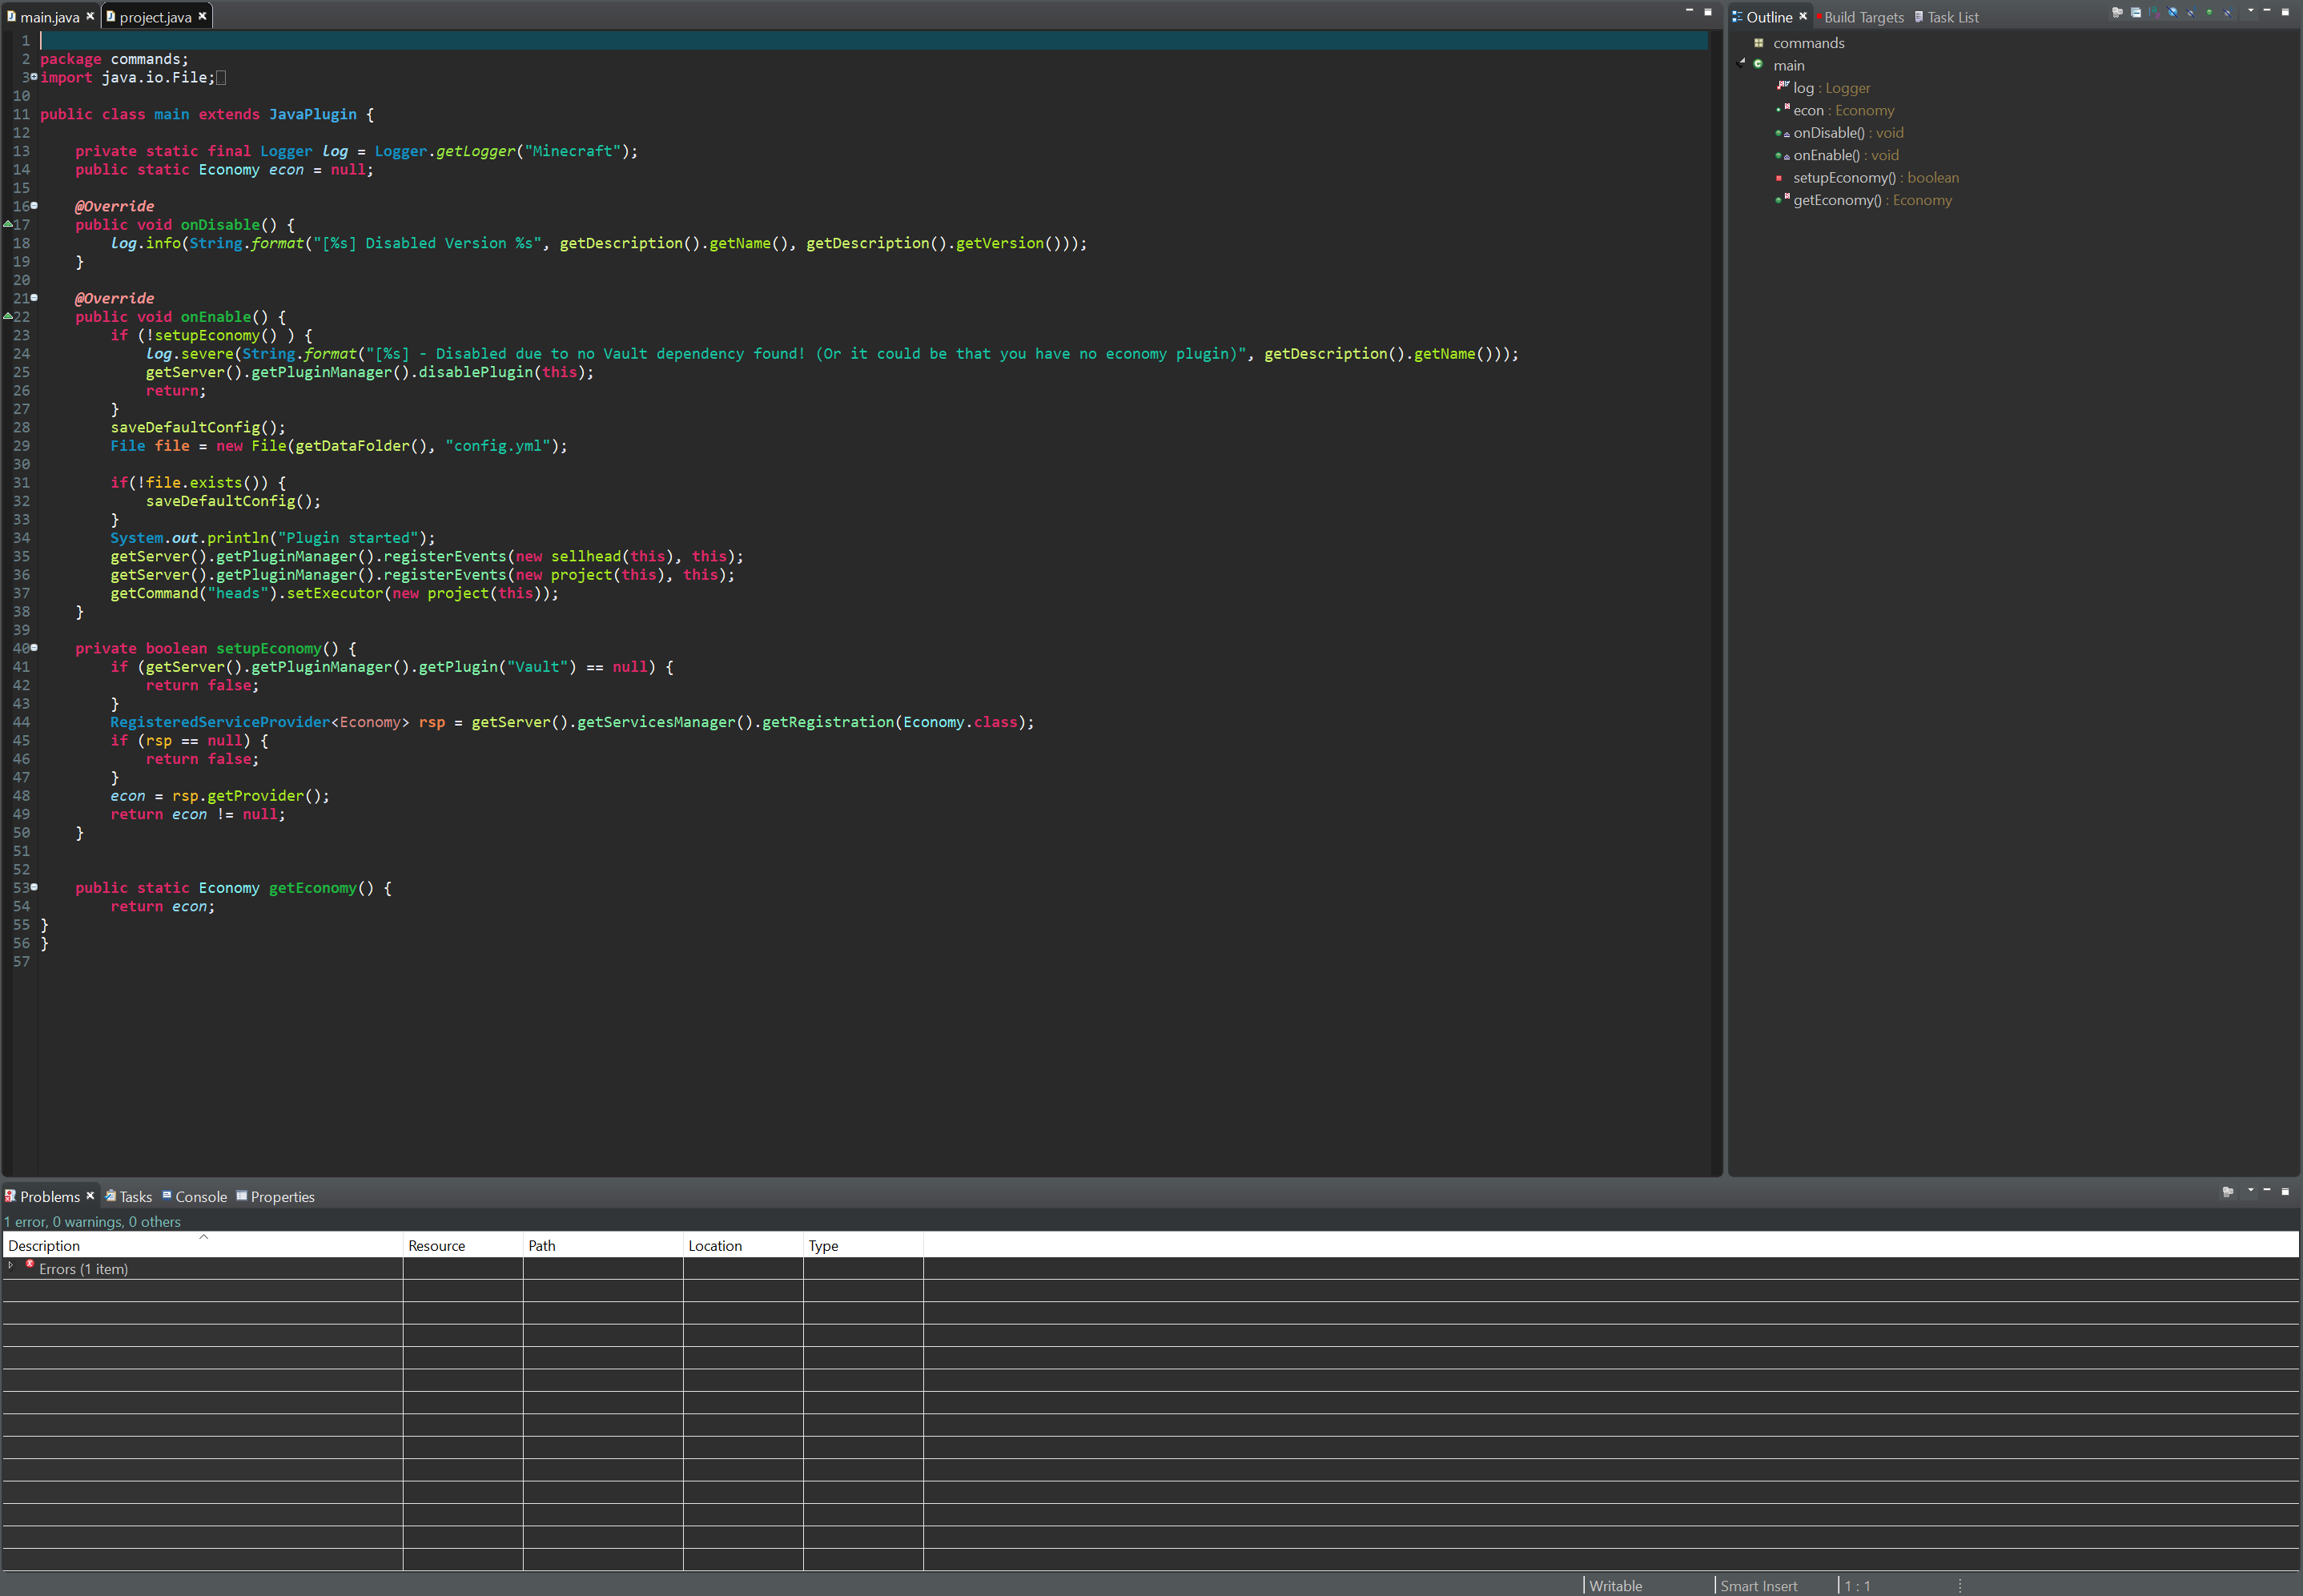 main.java
project.java
1
2 package commands;
3 import java.io.File;
10
11 public class main extends JavaPlugin {
12
13 private static final Logger log = Logger.getLogger("Minecraft");
14 public static Economy econ = null;
15
16 @Override
17 public void onDisable() {
18 log.info(String.format("[%s] Disabled Version %s", getDescription().getName(), getDescription().getVersion()));
19 }
20
21 @Override
22 public void onEnable() {
23 if (!setupEconomy() ) {
24 log.severe(String.format("[%s] - Disabled due to no Vault dependency found! (Or it could be that you have no economy plugin)", getDescription().getName()));
25 getServer().getPluginManager().disablePlugin(this);
26 return;
27 }
28 saveDefaultConfig();
29 File file = new File(getDataFolder(), "config.yml");
30
31 if(!file.exists()) {
32 saveDefaultConfig();
33 }
34 System.out.println("Plugin started");
35 getServer().getPluginManager().registerEvents(new sellhead(this), this);
36 getServer().getPluginManager().registerEvents(new project(this), this);
37 getCommand("heads").setExecutor(new project(this));
38 }
39
40 private boolean setupEconomy() {
41 if (getServer().getPluginManager().getPlugin("Vault") == null) {
42 return false;
43 }
44 RegisteredServiceProvider<Economy> rsp = getServer().getServicesManager().getRegistration(Economy.class);
45 if (rsp == null) {
46 return false;
47 }
48 econ = rsp.getProvider();
49 return econ != null;
50 }
51
52
53 public static Economy getEconomy() {
54 return econ;
55 }
56 }
57
Outline Build Targets Task List
commands
main
log : Logger
econ : Economy
onDisable() : void
onEnable() : void
setupEconomy() : boolean
getEconomy() : Economy
Problems Tasks Console Properties
1 error, 0 warnings, 0 others
Description Resource Path Location Type
Errors (1 item)
Writable Smart Insert 1 : 1